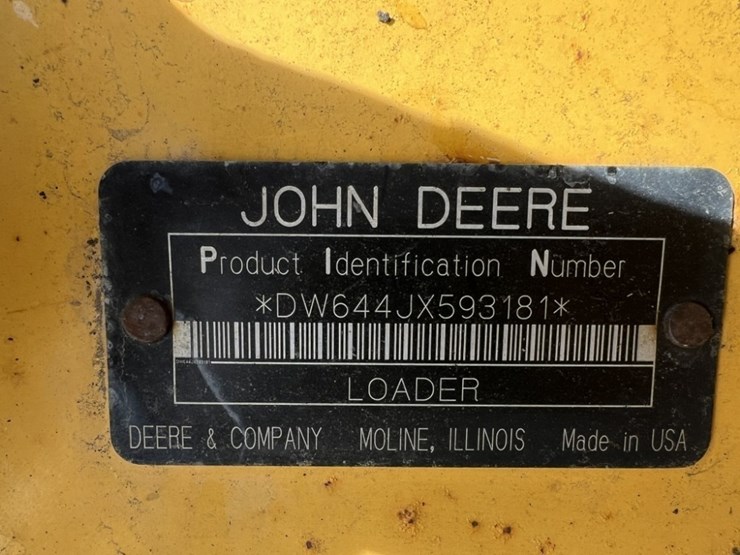 JOHN DEERE
Product Identification Number
*DW644JX593181*
LOADER
DEERE & COMPANY MOLINE, ILLINOIS Made in USA